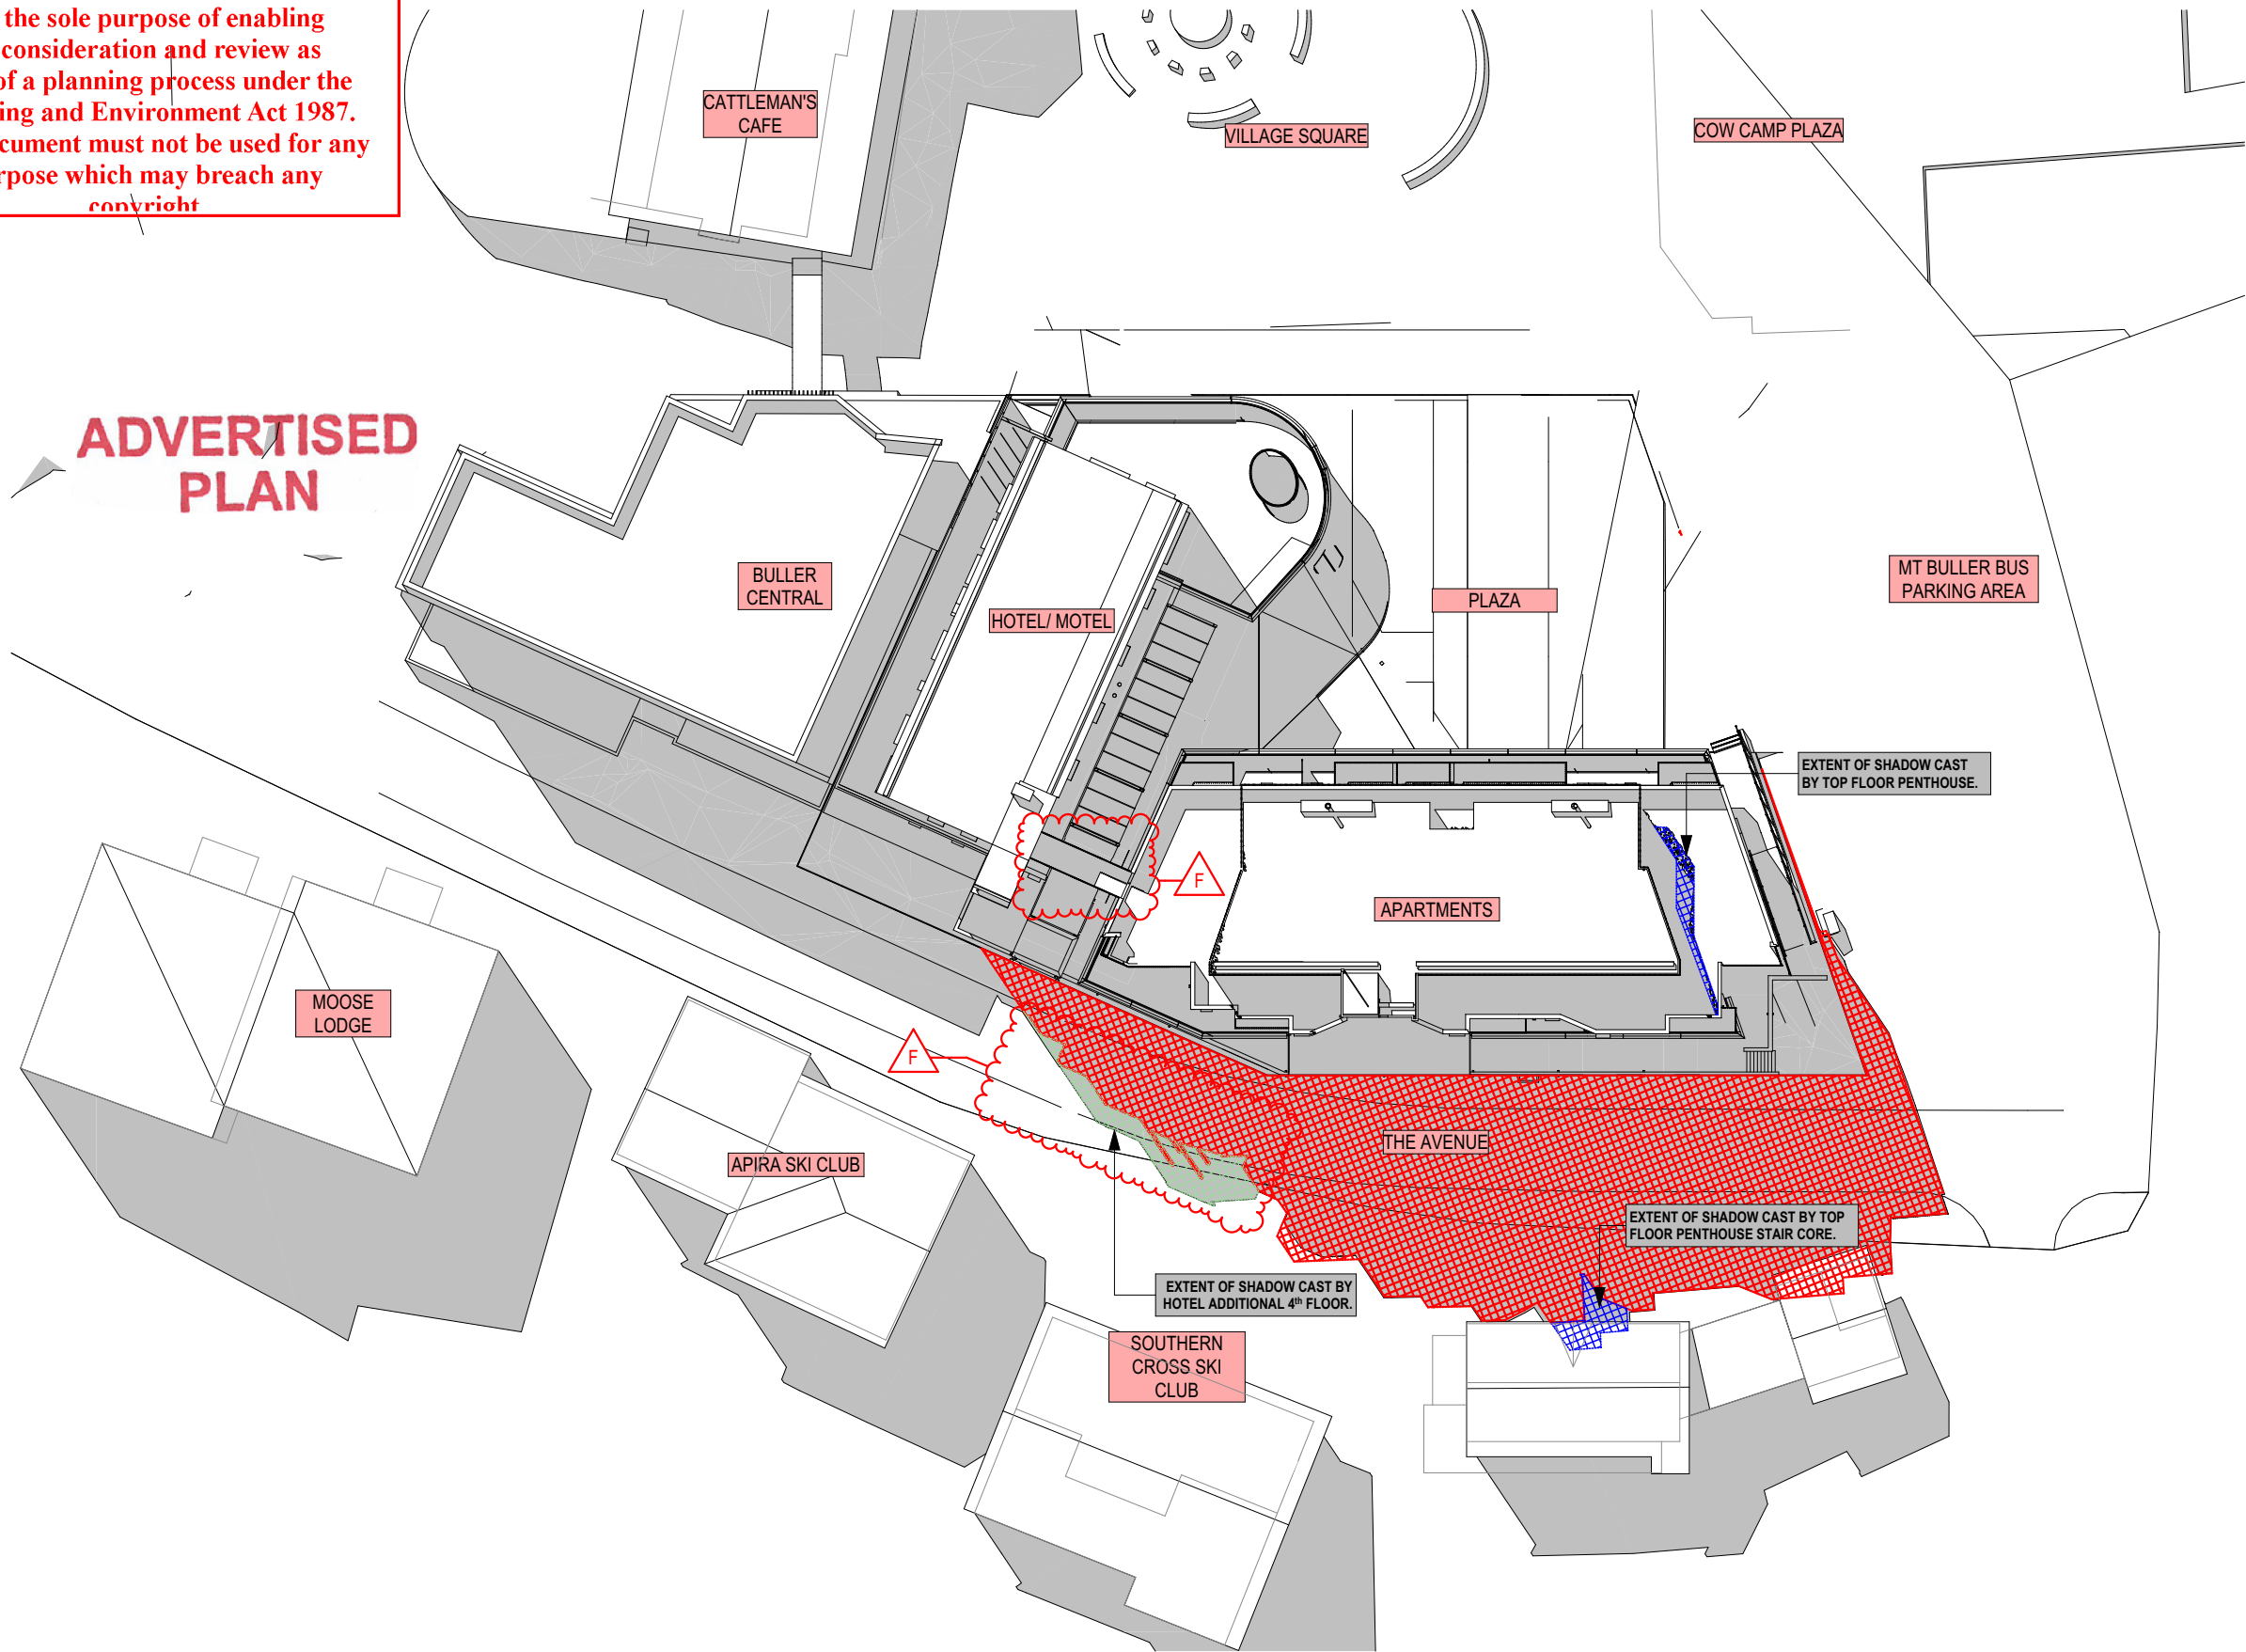 the sole purpose of enabling
consideration and review as
of a planning process under the
ing and Environment Act 1987.
cument must not be used for any
rpose which may breach any
copyright
CATTLEMAN'S
CAFE
VILLAGE SQUARE
COW CAMP PLAZA
ADVERTISED
PLAN
BULLER
CENTRAL
HOTEL/ MOTEL
PLAZA
MT BULLER BUS
PARKING AREA
EXTENT OF SHADOW CAST
BY TOP FLOOR PENTHOUSE.
F
APARTMENTS
MOOSE
LODGE
F
APIRA SKI CLUB
THE AVENUE
EXTENT OF SHADOW CAST BY TOP
FLOOR PENTHOUSE STAIR CORE.
EXTENT OF SHADOW CAST BY
HOTEL ADDITIONAL 4th FLOOR.
SOUTHERN
CROSS SKI
CLUB